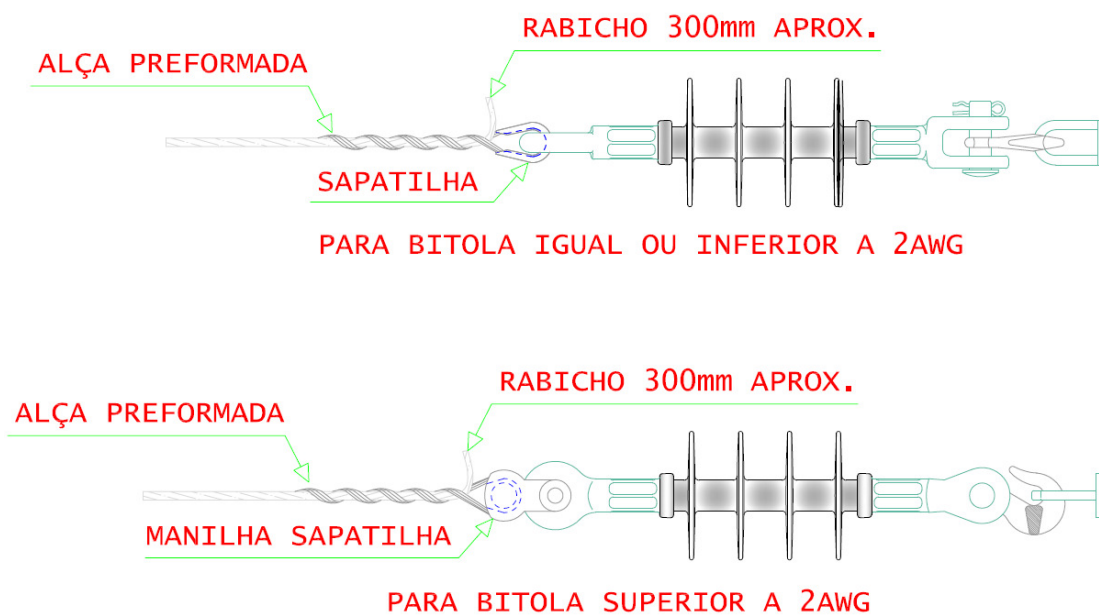 RABICHO 300mm APROX.
ALÇA PREFORMADA
SAPATILHA
PARA BITOLA IGUAL OU INFERIOR A 2AWG
RABICHO 300mm APROX.
ALÇA PREFORMADA
MANILHA SAPATILHA
PARA BITOLA SUPERIOR A 2AWG